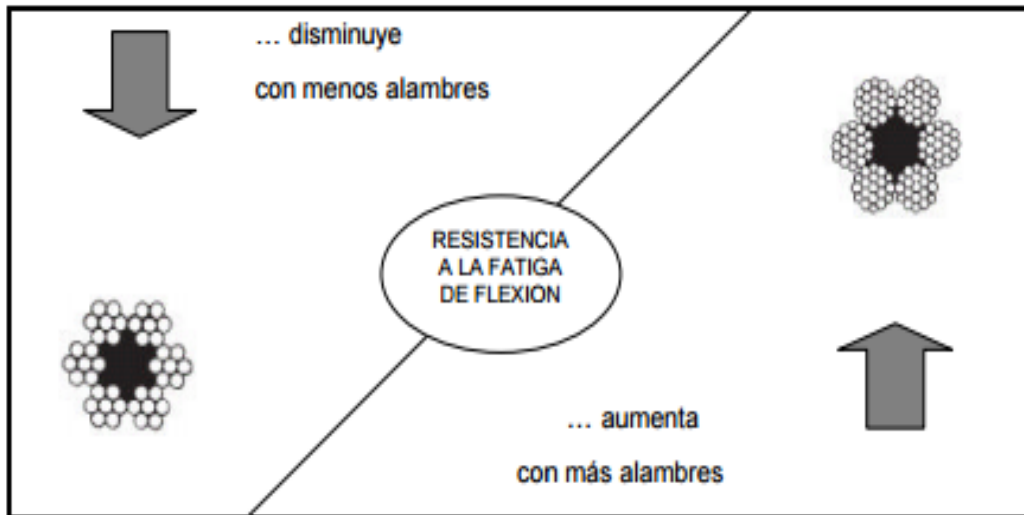 ... disminuye
con menos alambres
RESISTENCIA
A LA FATIGA
DE FLEXION
... aumenta
con más alambres